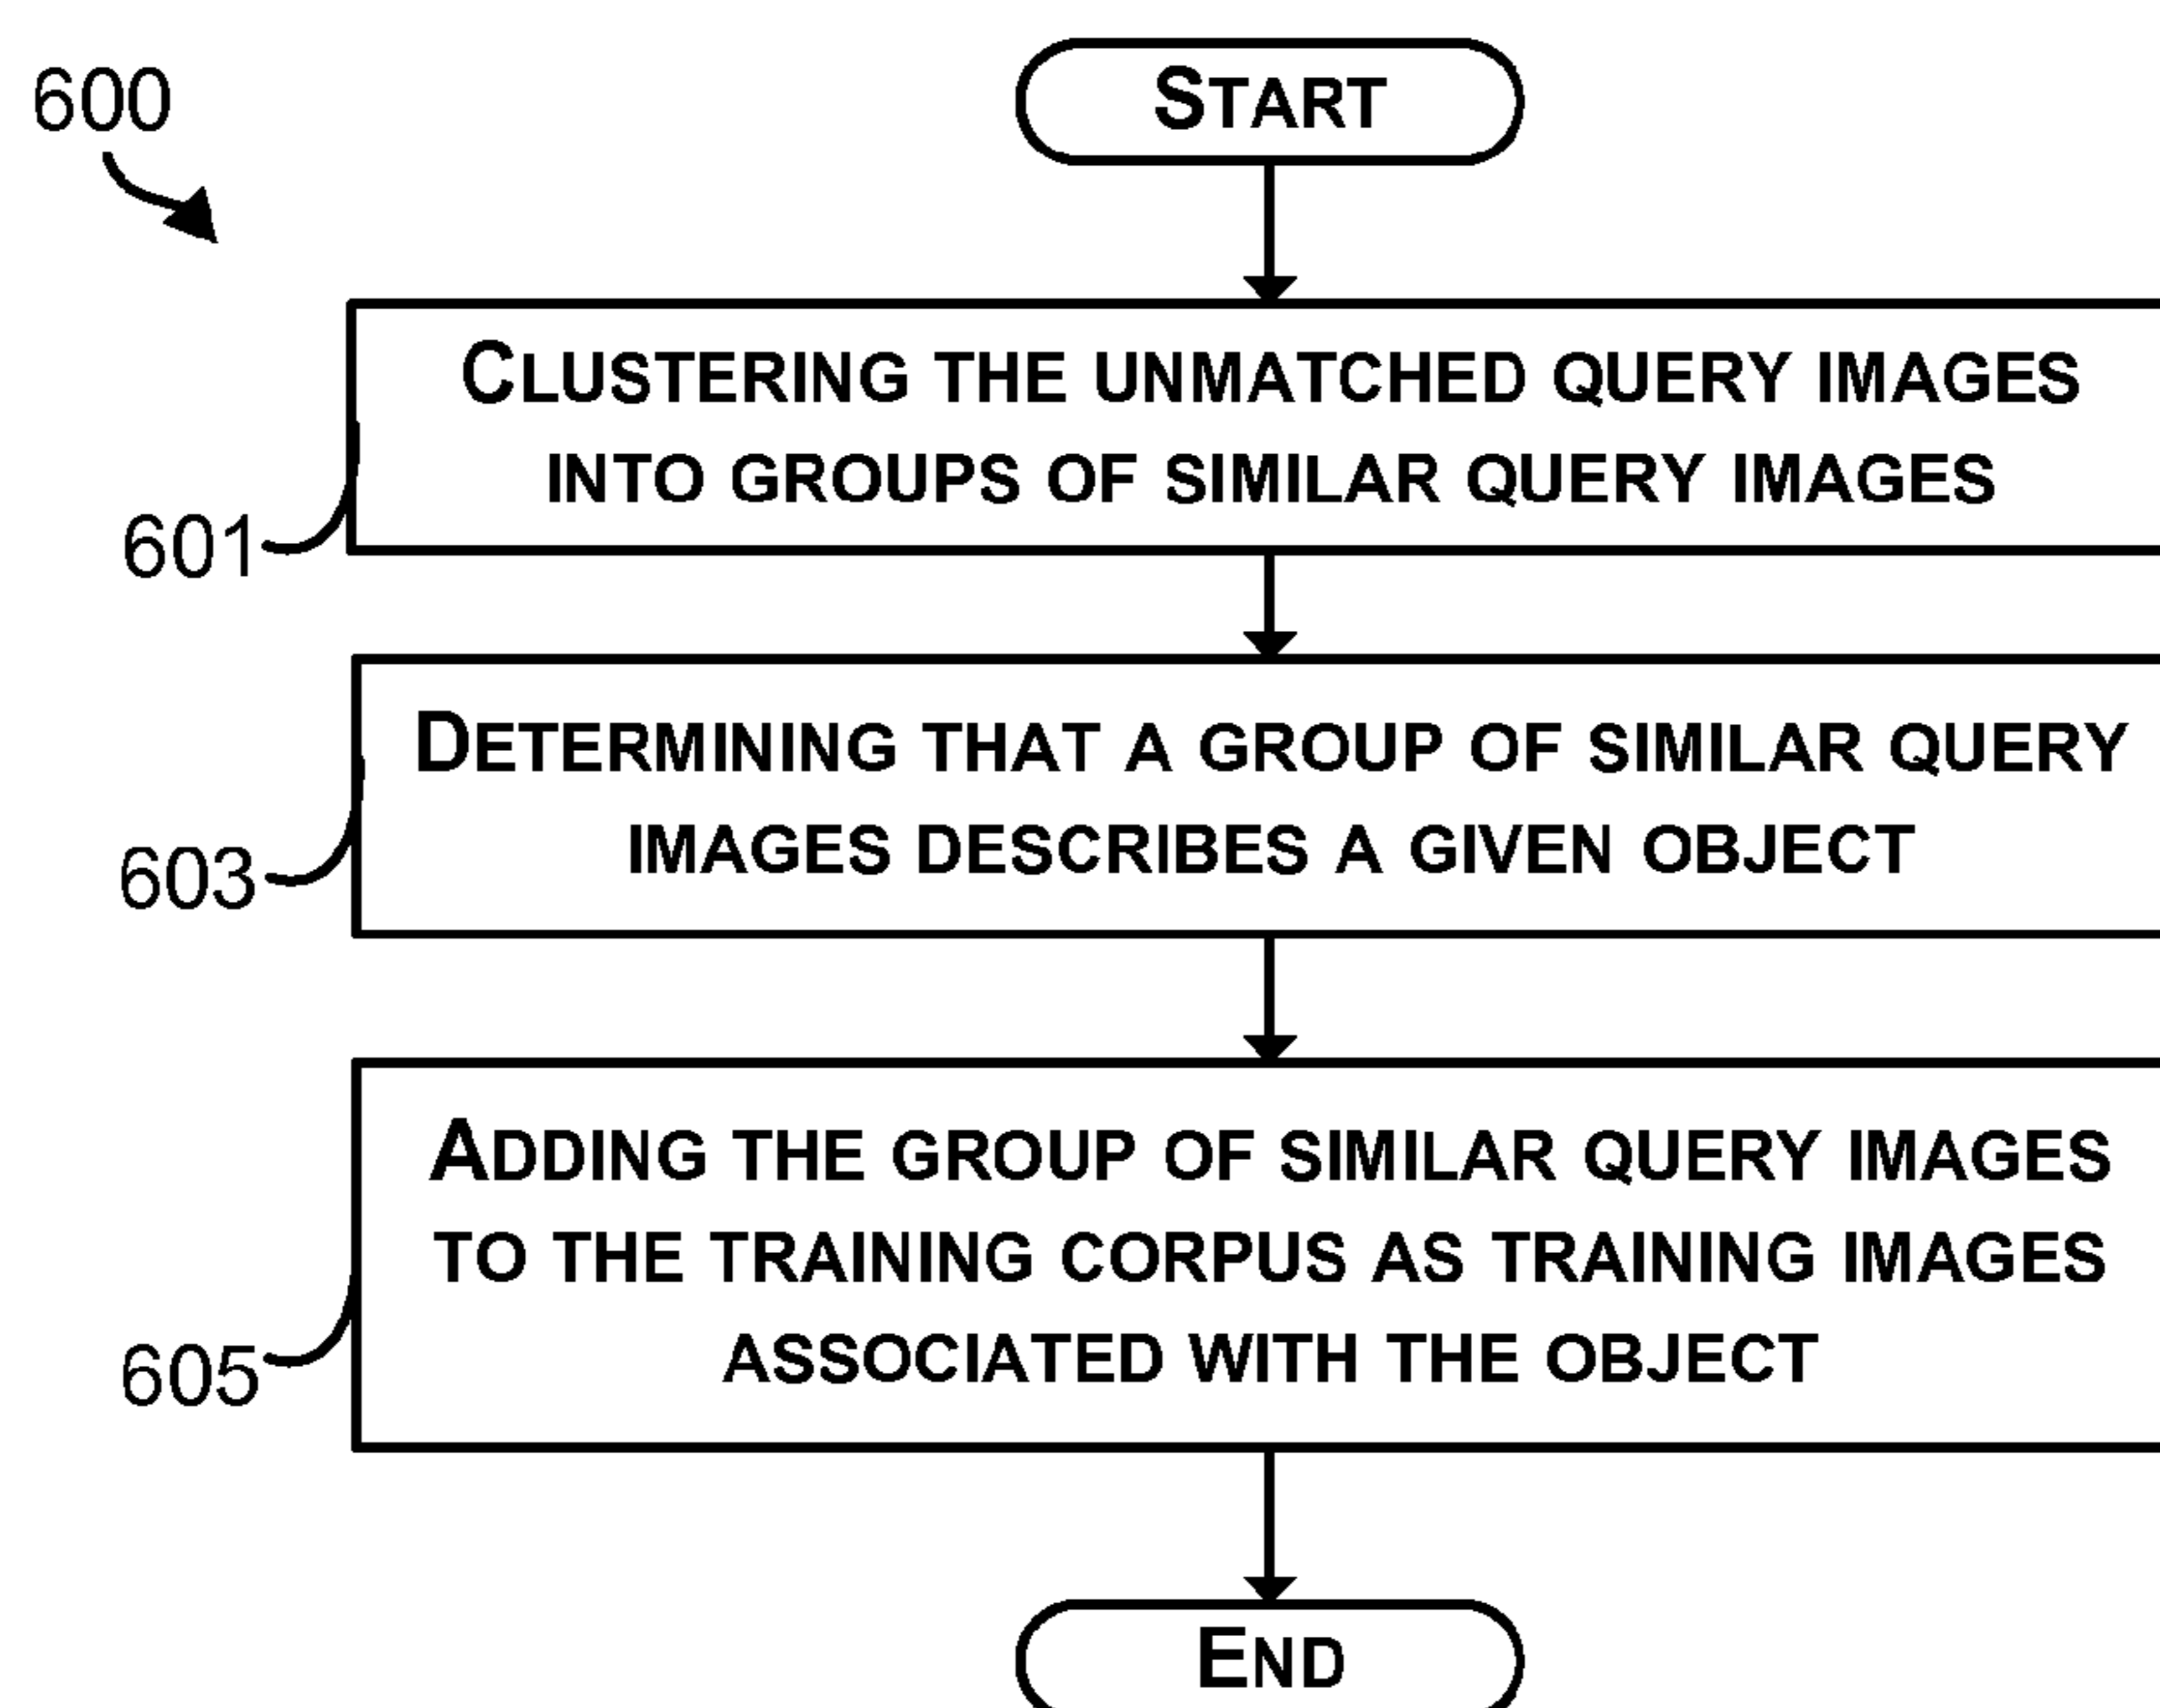 600
START
CLUSTERING THE UNMATCHED QUERY IMAGES
INTO GROUPS OF SIMILAR QUERY IMAGES
601
DETERMINING THAT A GROUP OF SIMILAR QUERY
IMAGES DESCRIBES A GIVEN OBJECT
603
ADDING THE GROUP OF SIMILAR QUERY IMAGES
TO THE TRAINING CORPUS AS TRAINING IMAGES
ASSOCIATED WITH THE OBJECT
605
END